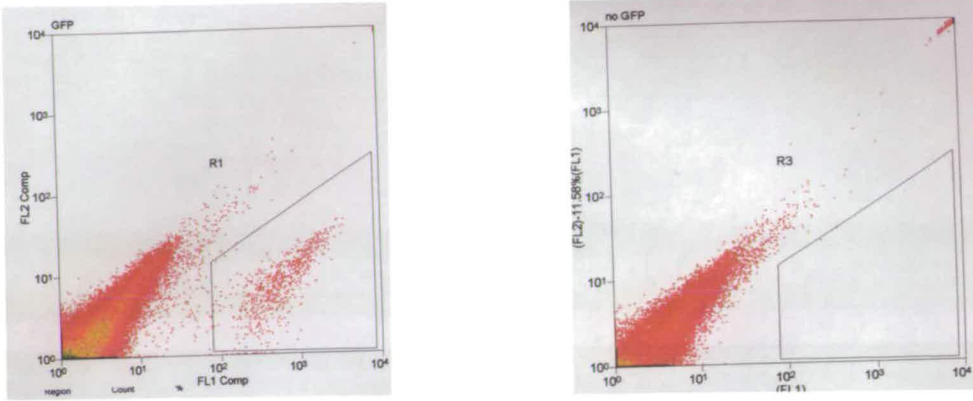 GFP
10⁴
10³
R1
FL2 Comp
10²
10¹
10⁰
10⁰ 10¹ 10² 10³ 10⁴
FL1 Comp
Region Count %
no GFP
10⁴
10³
R3
(FL2)-11.58%(FL1)
10²
10¹
10⁰
10⁰ 10¹ 10² 10³ 10⁴
(FL1)